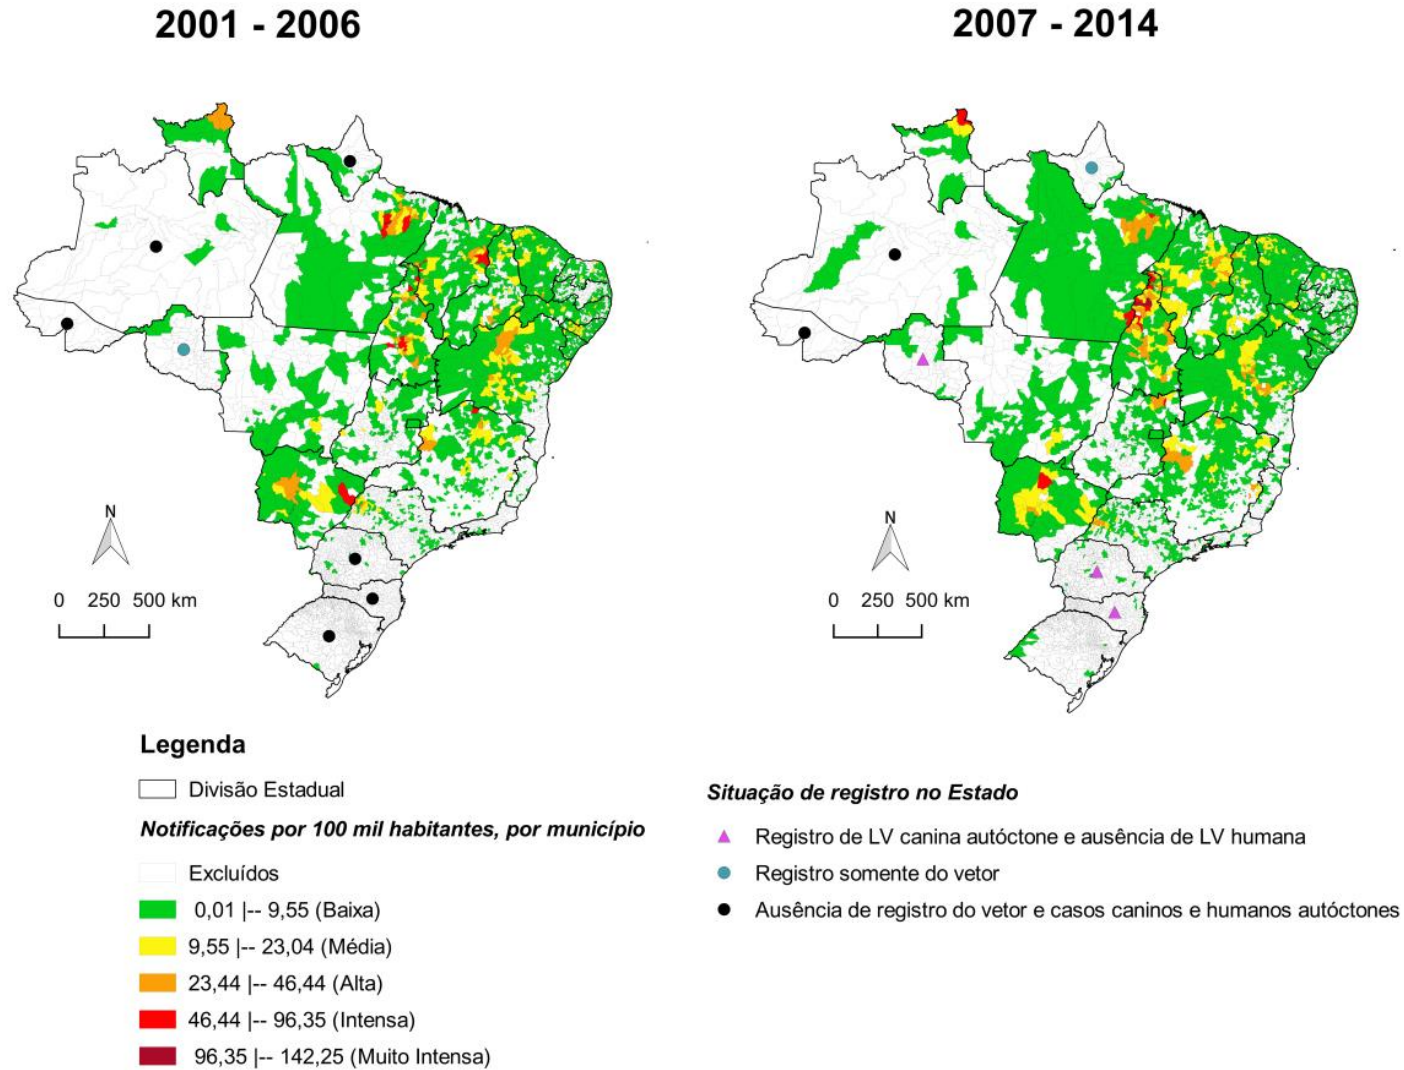 2001 - 2006
2007 - 2014
N
0 250 500 km
N
0 250 500 km
Legenda
Divisão Estadual
Notificações por 100 mil habitantes, por município
Excluídos
0,01 |-- 9,55 (Baixa)
9,55 |-- 23,04 (Média)
23,44 |-- 46,44 (Alta)
46,44 |-- 96,35 (Intensa)
96,35 |-- 142,25 (Muito Intensa)
Situação de registro no Estado
Registro de LV canina autóctone e ausência de LV humana
Registro somente do vetor
Ausência de registro do vetor e casos caninos e humanos autóctones